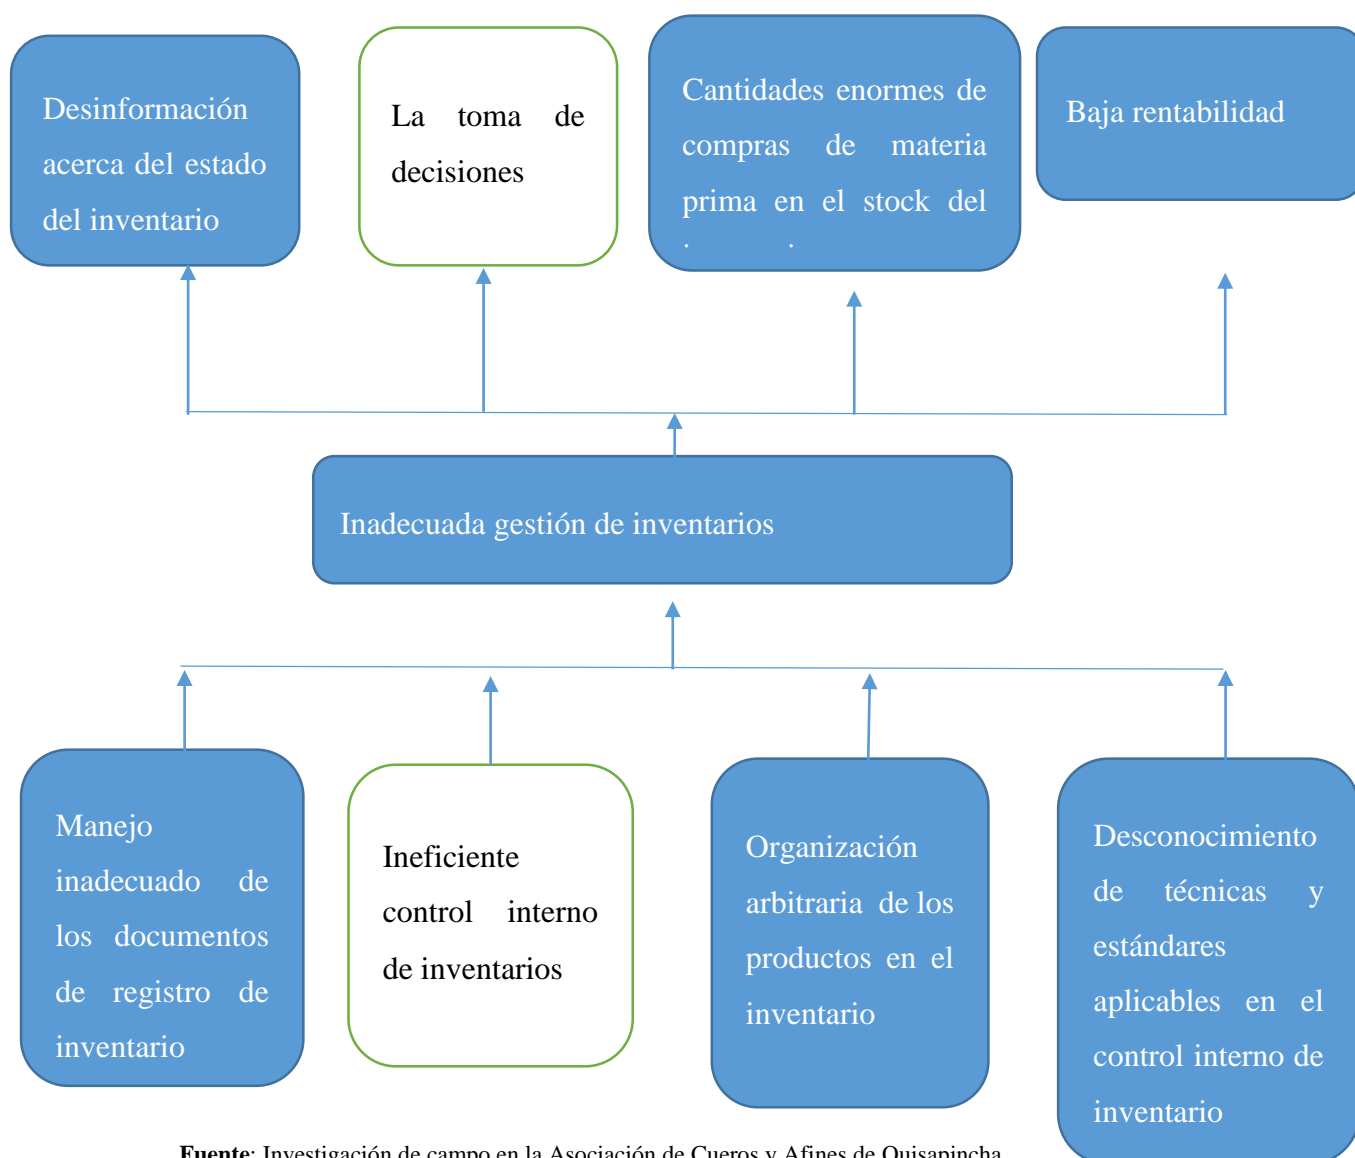 Desinformación
acerca del estado
del inventario
La toma de
decisiones
Cantidades enormes de
compras de materia
prima en el stock del
Baja rentabilidad
Inadecuada gestión de inventarios
Manejo
inadecuado de
los documentos
de registro de
inventario
Ineficiente
control interno
de inventarios
Organización
arbitraria de los
productos en el
inventario
Desconocimiento
de técnicas y
estándares
aplicables en el
control interno de
inventario
Fuente: Investigación de campo en la Asociación de Cueros y Afines de Quisapincha